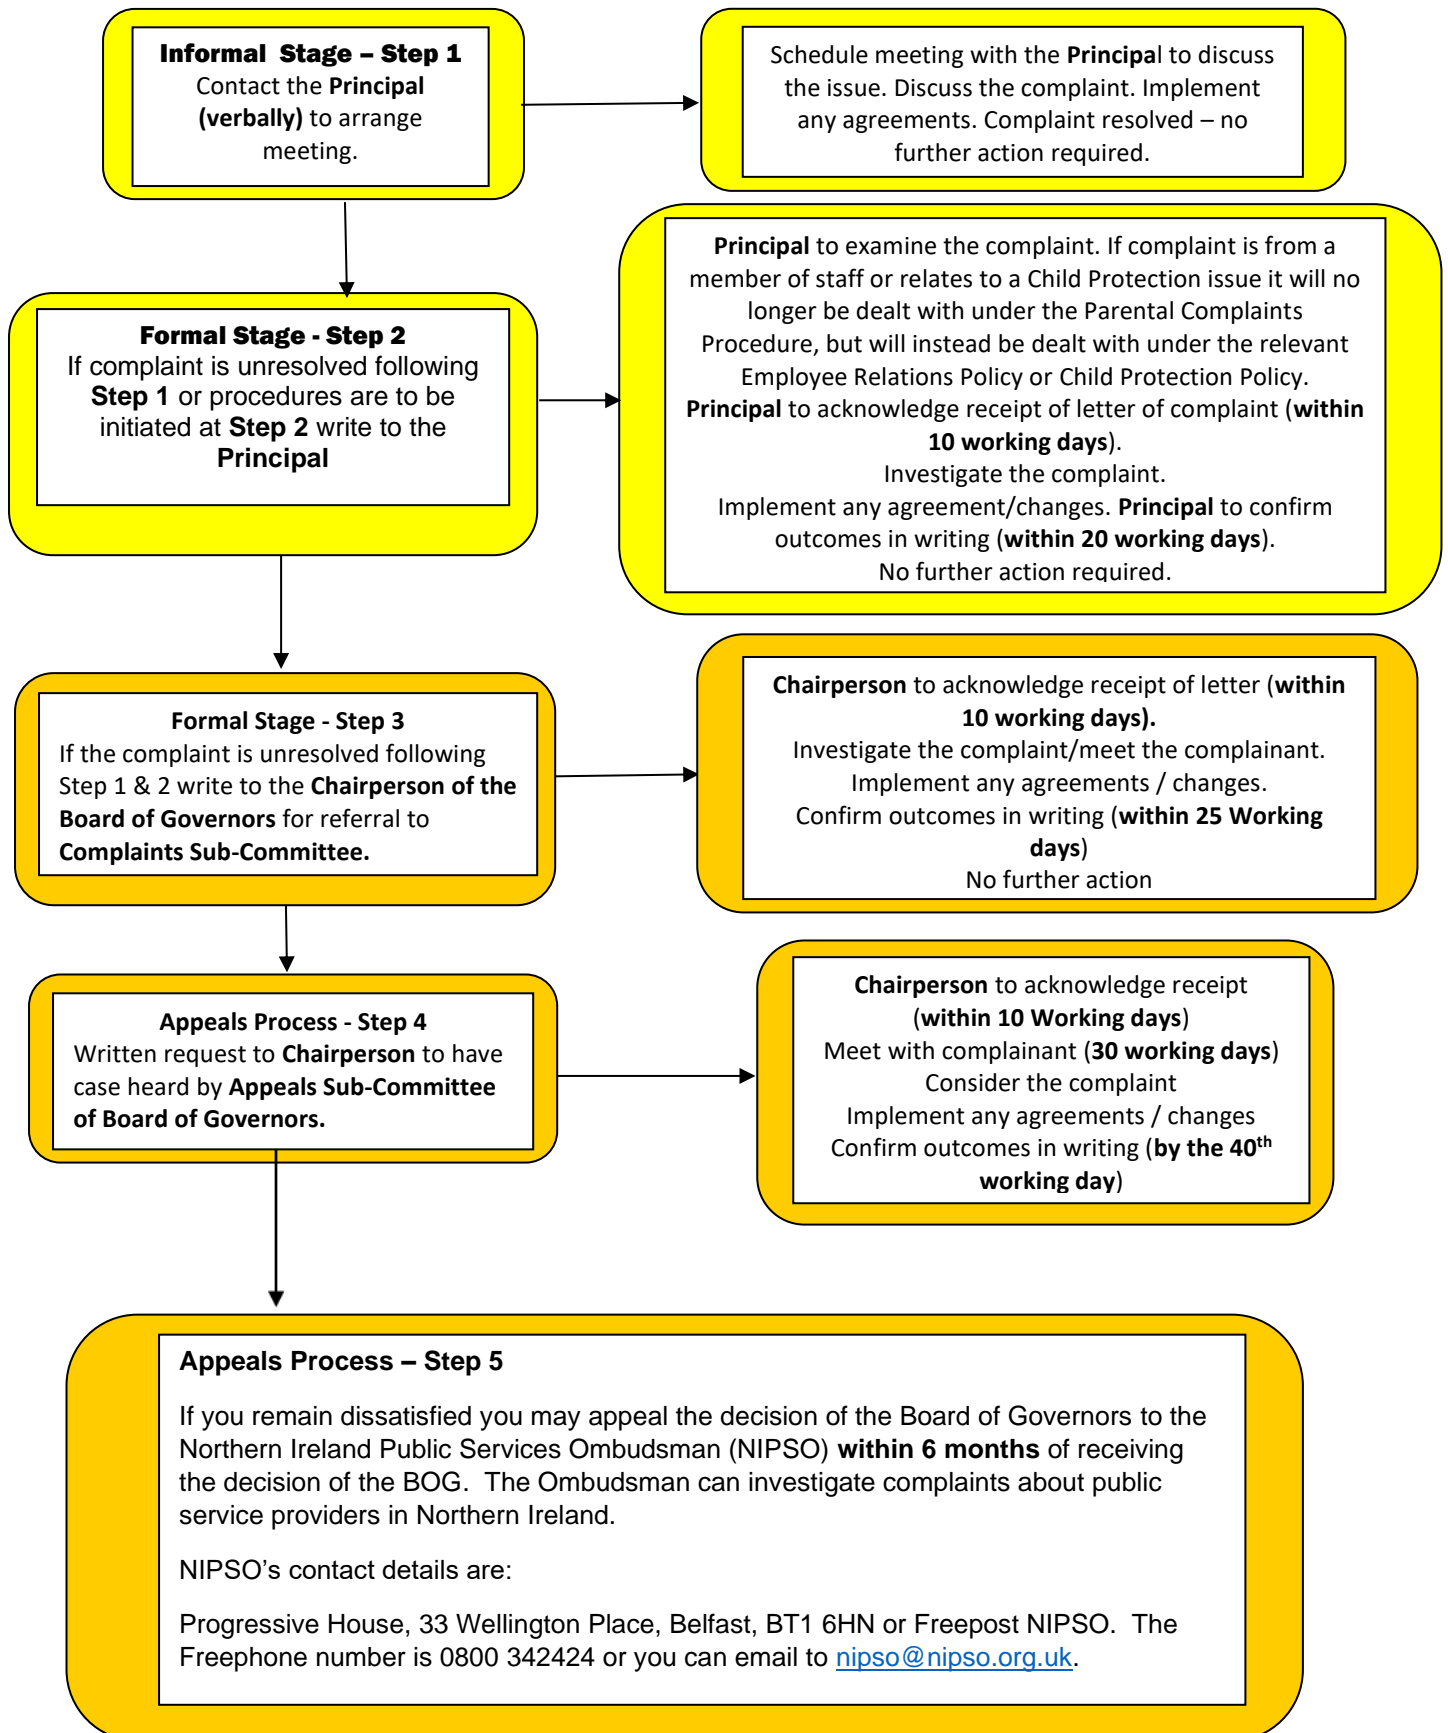 Informal Stage – Step 1
Contact the Principal
(verbally) to arrange
meeting.
Schedule meeting with the Principal to discuss
the issue. Discuss the complaint. Implement
any agreements. Complaint resolved – no
further action required.
Formal Stage - Step 2
If complaint is unresolved following
Step 1 or procedures are to be
initiated at Step 2 write to the
Principal
Principal to examine the complaint. If complaint is from a
member of staff or relates to a Child Protection issue it will no
longer be dealt with under the Parental Complaints
Procedure, but will instead be dealt with under the relevant
Employee Relations Policy or Child Protection Policy.
Principal to acknowledge receipt of letter of complaint (within
10 working days).
Investigate the complaint.
Implement any agreement/changes. Principal to confirm
outcomes in writing (within 20 working days).
No further action required.
Formal Stage - Step 3
If the complaint is unresolved following
Step 1 & 2 write to the Chairperson of the
Board of Governors for referral to
Complaints Sub-Committee.
Chairperson to acknowledge receipt of letter (within
10 working days).
Investigate the complaint/meet the complainant.
Implement any agreements / changes.
Confirm outcomes in writing (within 25 Working
days)
No further action
Appeals Process - Step 4
Written request to Chairperson to have
case heard by Appeals Sub-Committee
of Board of Governors.
Chairperson to acknowledge receipt
(within 10 Working days)
Meet with complainant (30 working days)
Consider the complaint
Implement any agreements / changes
Confirm outcomes in writing (by the 40th
working day)
Appeals Process – Step 5
If you remain dissatisfied you may appeal the decision of the Board of Governors to the
Northern Ireland Public Services Ombudsman (NIPSO) within 6 months of receiving
the decision of the BOG. The Ombudsman can investigate complaints about public
service providers in Northern Ireland.
NIPSO’s contact details are:
Progressive House, 33 Wellington Place, Belfast, BT1 6HN or Freepost NIPSO. The
Freephone number is 0800 342424 or you can email to nipso@nipso.org.uk.